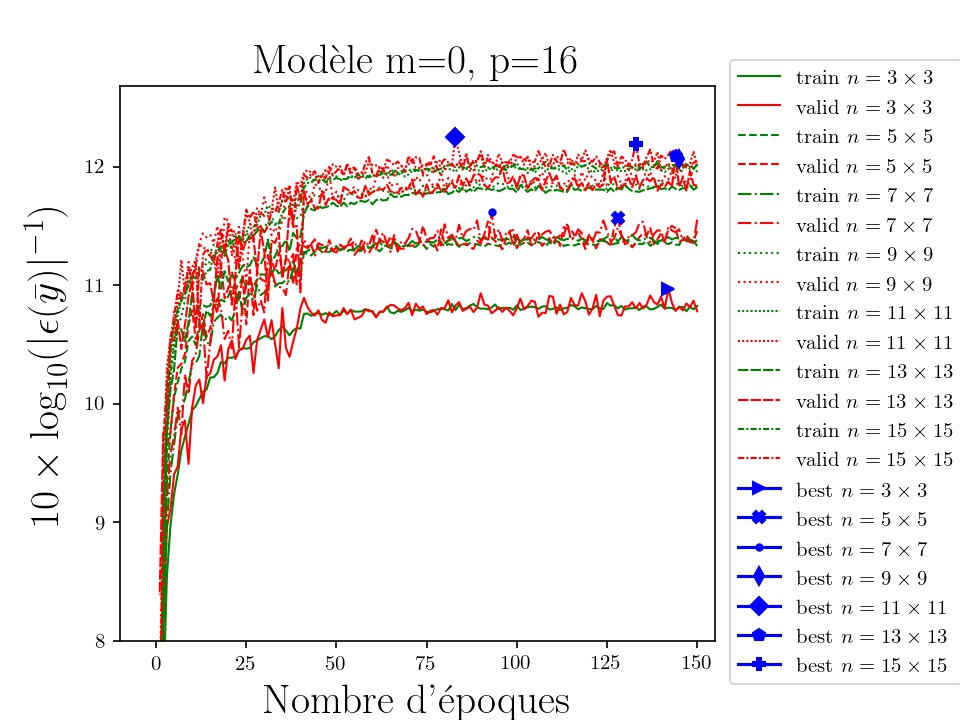 Modèle m=0, p=16
10 × log₁₀(|ϵ(ȳ)|⁻¹)
12
11
10
9
8
0 25 50 75 100 125 150
Nombre d'époques
train n = 3 × 3
valid n = 3 × 3
train n = 5 × 5
valid n = 5 × 5
train n = 7 × 7
valid n = 7 × 7
train n = 9 × 9
valid n = 9 × 9
train n = 11 × 11
valid n = 11 × 11
train n = 13 × 13
valid n = 13 × 13
train n = 15 × 15
valid n = 15 × 15
best n = 3 × 3
best n = 5 × 5
best n = 7 × 7
best n = 9 × 9
best n = 11 × 11
best n = 13 × 13
best n = 15 × 15